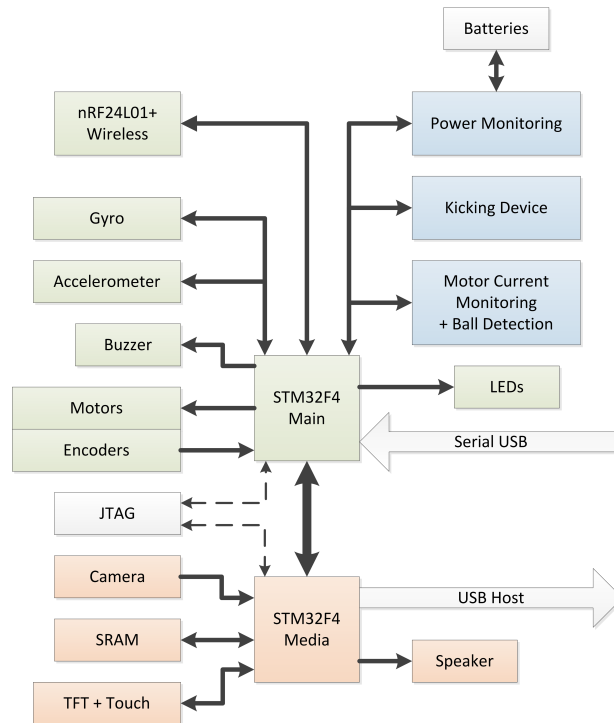 Batteries
nRF24L01+
Wireless
Power Monitoring
Gyro
Kicking Device
Accelerometer
Motor Current
Monitoring
+ Ball Detection
Buzzer
STM32F4
Main
LEDs
Motors
Encoders
Serial USB
JTAG
Camera
STM32F4
Media
USB Host
SRAM
Speaker
TFT + Touch